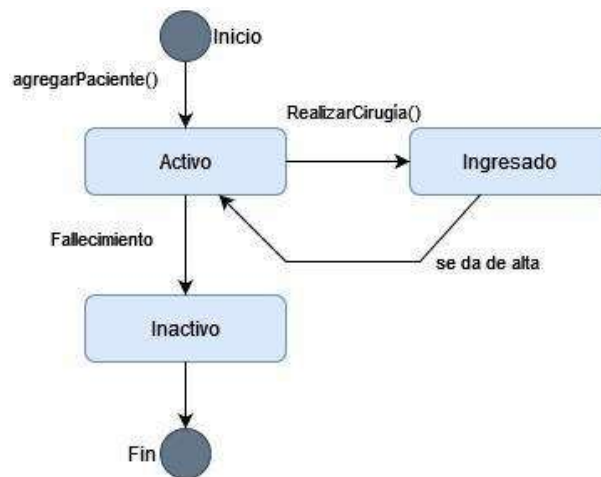 Inicio
agregarPaciente()
RealizarCirugía()
Activo
Ingresado
Fallecimiento
se da de alta
Inactivo
Fin